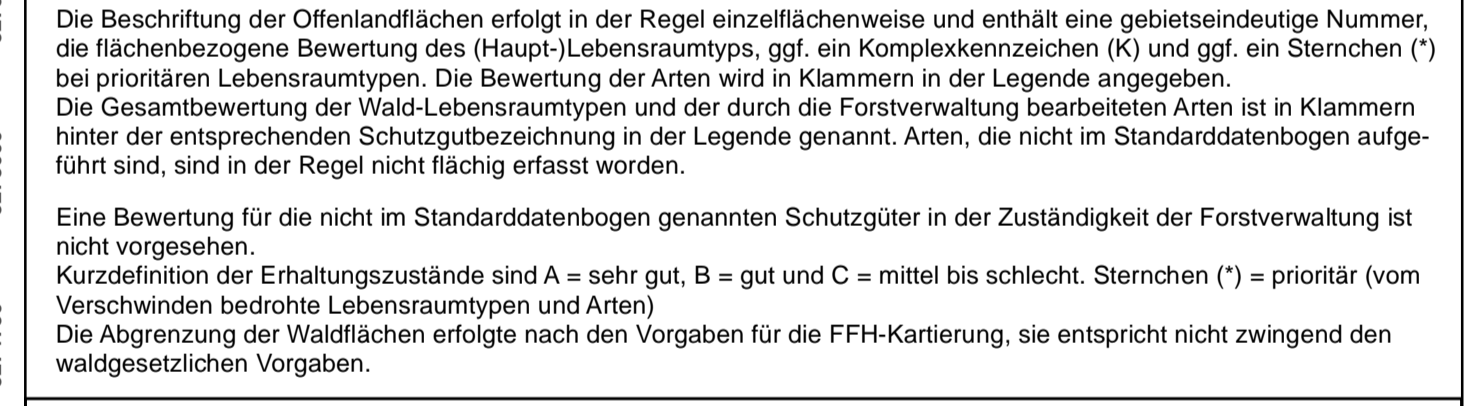 Die Beschriftung der Offenlandflächen erfolgt in der Regel einzelflächenweise und enthält eine gebietseindeutige Nummer,
die flächenbezogene Bewertung des (Haupt-)Lebensraumtyps, ggf. ein Komplexkennzeichen (K) und ggf. ein Sternchen (*)
bei prioritären Lebensraumtypen. Die Bewertung der Arten wird in Klammern in der Legende angegeben.
Die Gesamtbewertung der Wald-Lebensraumtypen und der durch die Forstverwaltung bearbeiteten Arten ist in Klammern
hinter der entsprechenden Schutzgutbezeichnung in der Legende genannt. Arten, die nicht im Standarddatenbogen aufge-
führt sind, sind in der Regel nicht flächig erfasst worden.
Eine Bewertung für die nicht im Standarddatenbogen genannten Schutzgüter in der Zuständigkeit der Forstverwaltung ist
nicht vorgesehen.
Kurzdefinition der Erhaltungszustände sind A = sehr gut, B = gut und C = mittel bis schlecht. Sternchen (*) = prioritär (vom
Verschwinden bedrohte Lebensraumtypen und Arten)
Die Abgrenzung der Waldflächen erfolgte nach den Vorgaben für die FFH-Kartierung, sie entspricht nicht zwingend den
waldgesetzlichen Vorgaben.